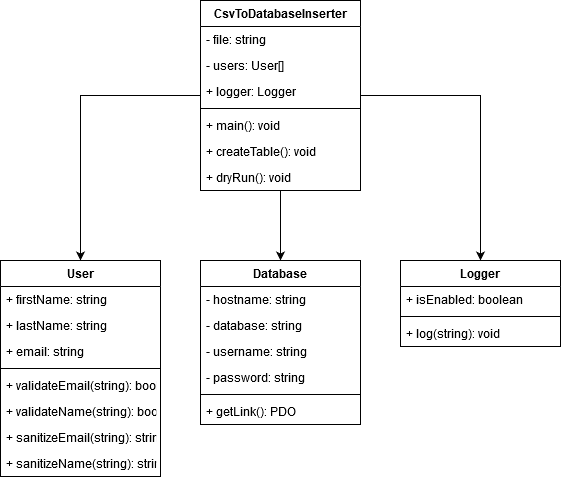 CsvToDatabaseInserter
- file: string
- users: User[]
+ logger: Logger
+ main(): void
+ createTable(): void
+ dryRun(): void
User
+ firstName: string
+ lastName: string
+ email: string
+ validateEmail(string): boo
+ validateName(string): boo
+ sanitizeEmail(string): strin
+ sanitizeName(string): strin
Database
- hostname: string
- database: string
- username: string
- password: string
+ getLink(): PDO
Logger
+ isEnabled: boolean
+ log(string): void